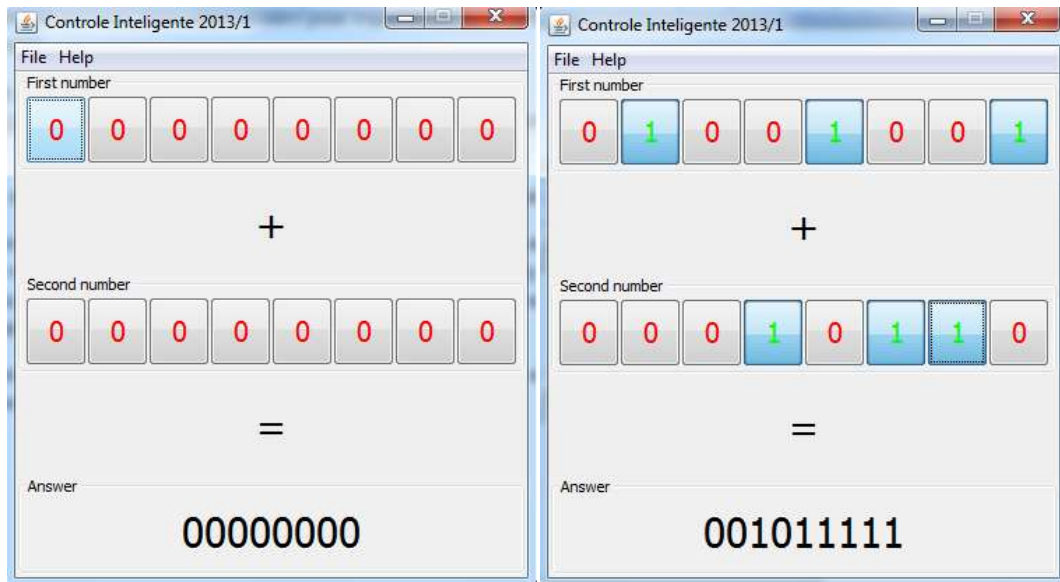 Controle Inteligente 2013/1
File Help
First number
0 0 0 0 0 0 0 0
+
Second number
0 0 0 0 0 0 0 0
=
Answer
00000000
Controle Inteligente 2013/1
File Help
First number
0 1 0 0 1 0 0 1
+
Second number
0 0 0 1 0 1 1 0
=
Answer
001011111